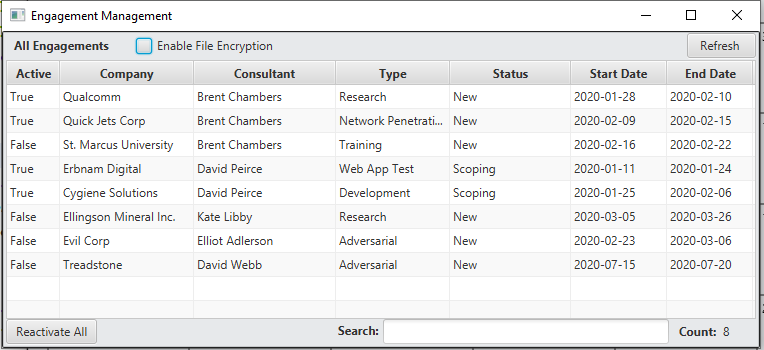 Engagement Management
All Engagements Enable File Encryption Refresh
Active Company Consultant Type Status Start Date End Date
True Qualcomm Brent Chambers Research New 2020-01-28 2020-02-10
True Quick Jets Corp Brent Chambers Network Penetrati... New 2020-02-09 2020-02-15
False St. Marcus University Brent Chambers Training New 2020-02-16 2020-02-22
True Erbnam Digital David Peirce Web App Test Scoping 2020-01-11 2020-01-24
True Cygiene Solutions David Peirce Development Scoping 2020-01-25 2020-02-06
False Ellingson Mineral Inc. Kate Libby Research New 2020-03-05 2020-03-26
False Evil Corp Elliot Adlerson Adversarial New 2020-02-23 2020-03-06
False Treadstone David Webb Adversarial New 2020-07-15 2020-07-20
Reactivate All Search: Count: 8